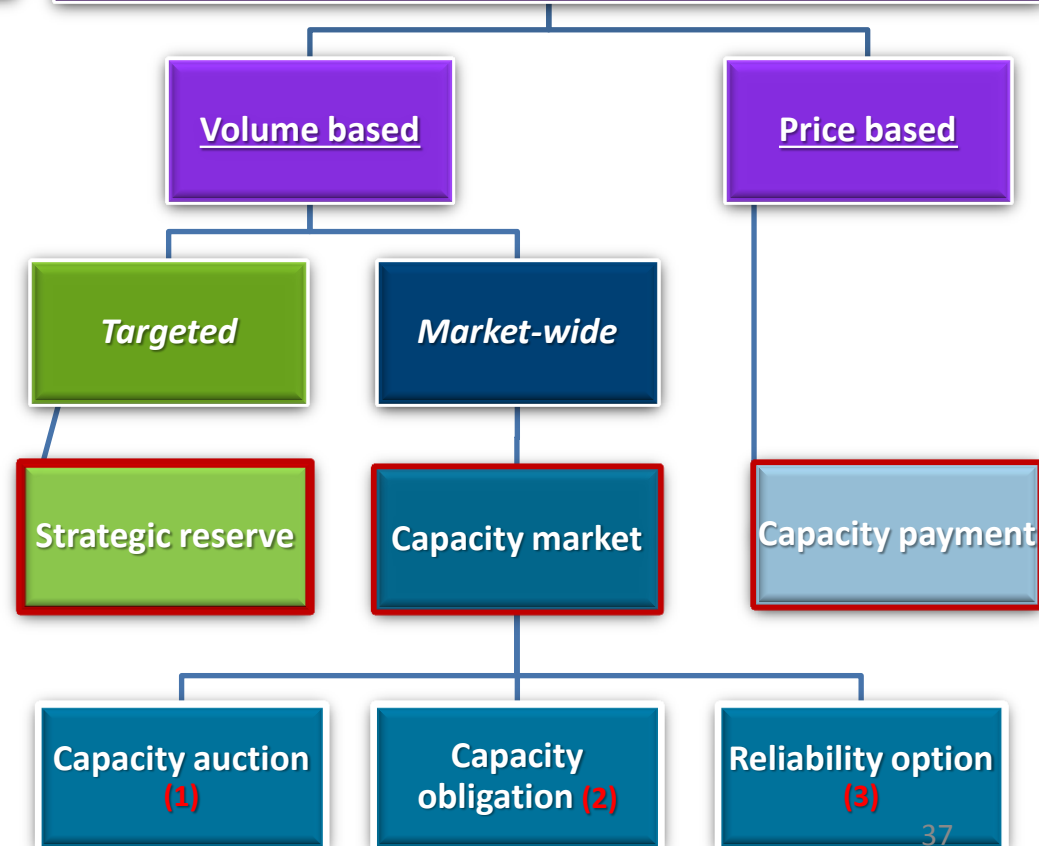 Volume based
Price based
Targeted
Market-wide
Strategic reserve
Capacity market
Capacity payment
Capacity auction
(1)
Capacity
obligation (2)
Reliability option
(3)
37